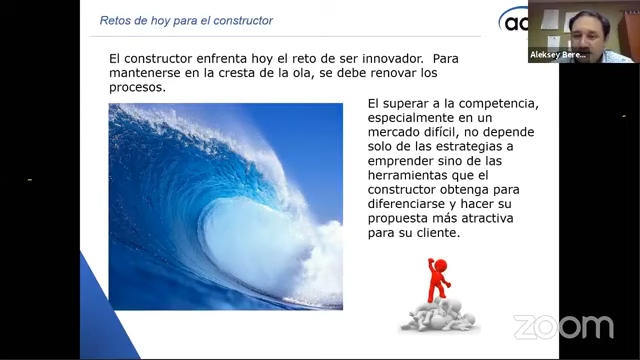 Retos de hoy para el constructor
Aleksey Bere...
El constructor enfrenta hoy el reto de ser innovador. Para
mantenerse en la cresta de la ola, se debe renovar los
procesos.
El superar a la competencia,
especialmente en un
mercado difícil, no depende
solo de las estrategias a
emprender sino de las
herramientas que el
constructor obtenga para
diferenciarse y hacer su
propuesta más atractiva
para su cliente.
zoom